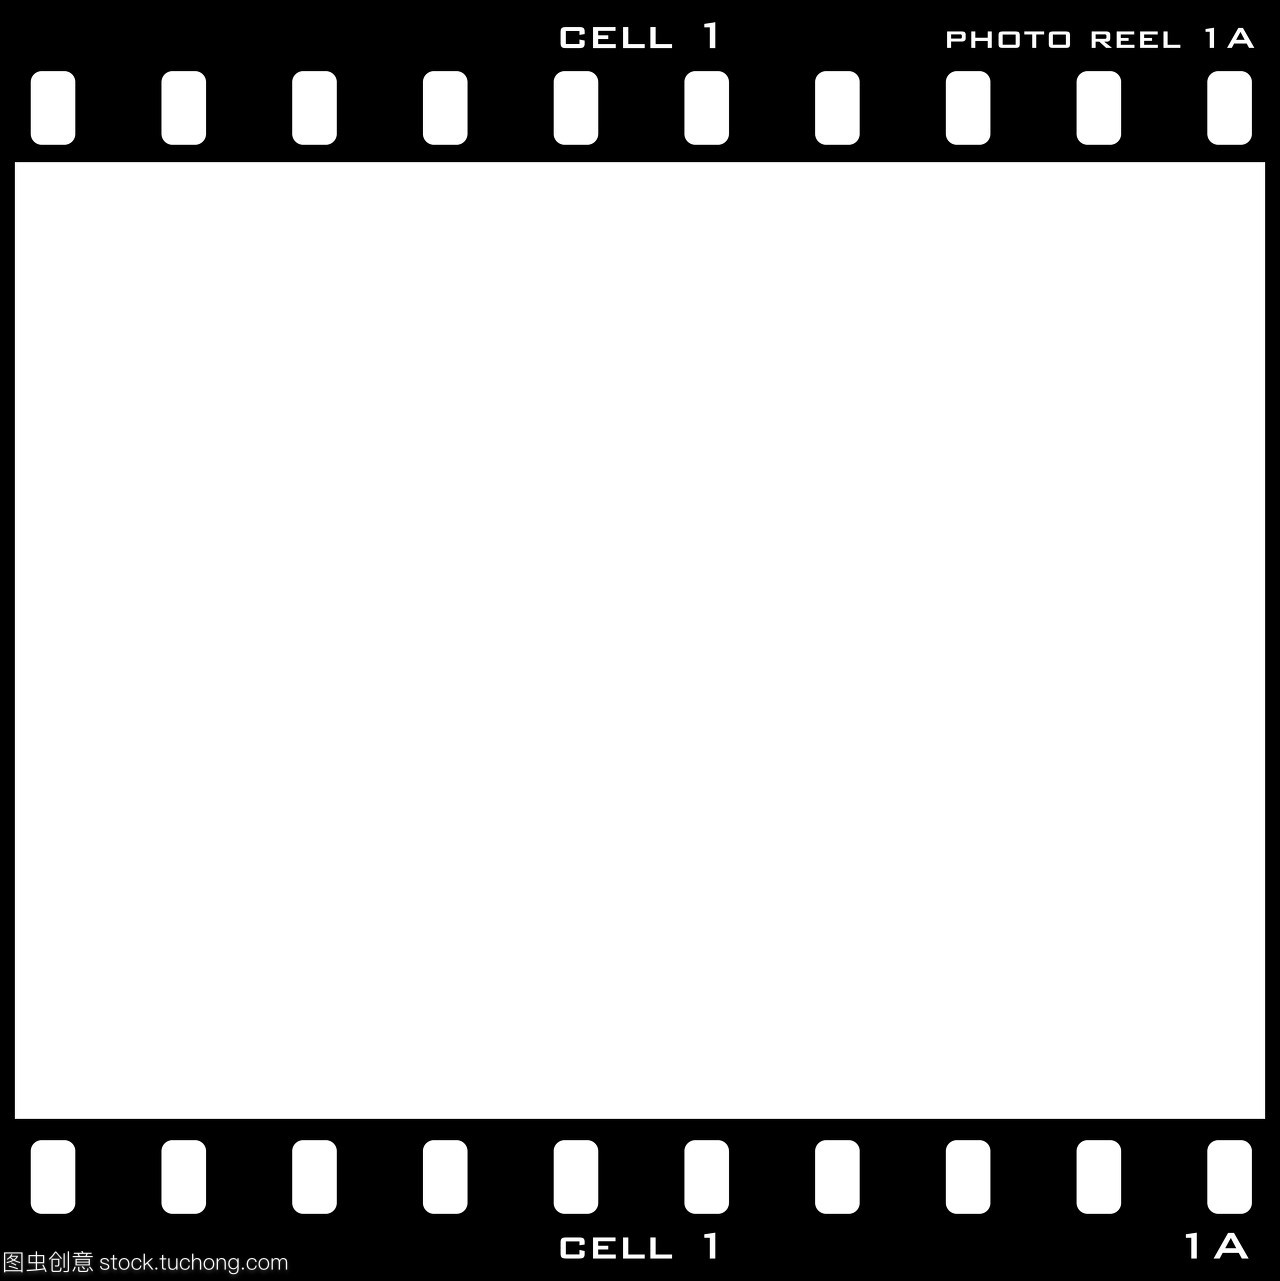 CELL 1
PHOTO REEL 1A
CELL 1
1A
图虫创意 stock.tuchong.com